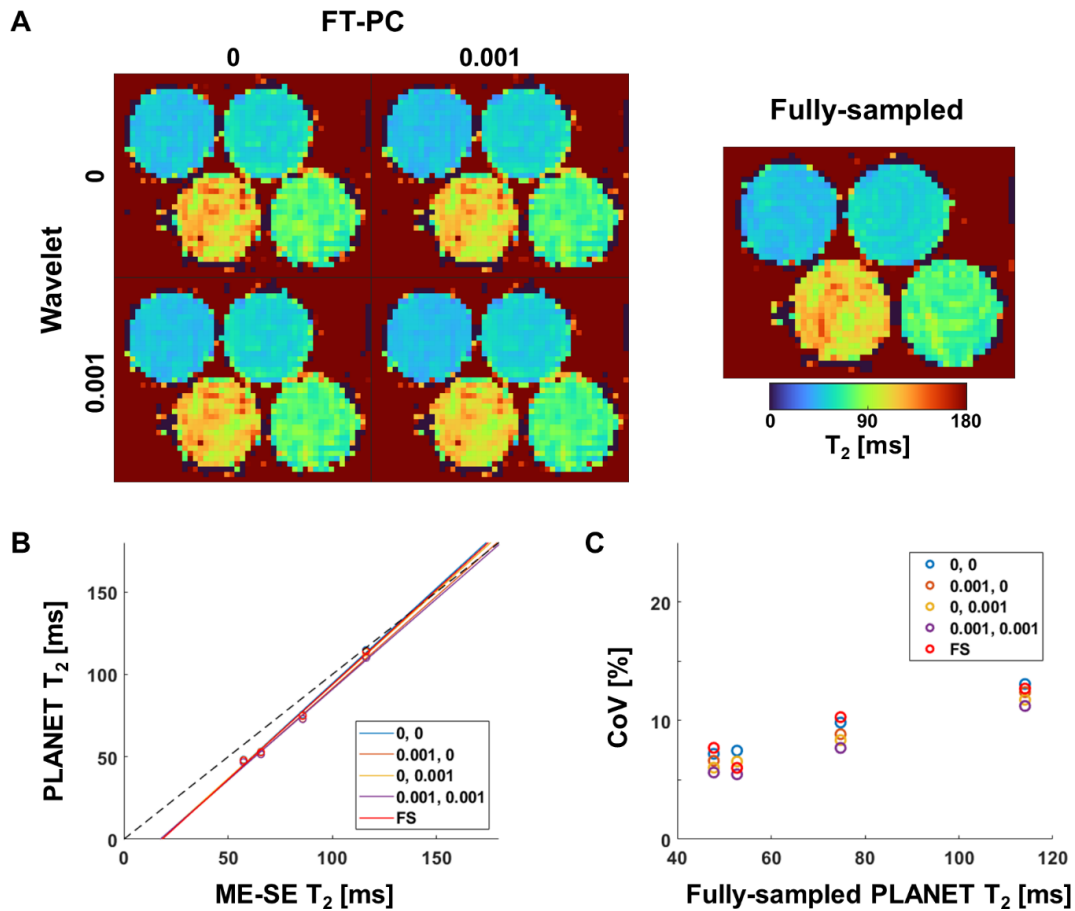 A
FT-PC
0 0.001
Wavelet
0
0.001
Fully-sampled
0 90 180
T₂ [ms]
B
PLANET T₂ [ms]
150
100
50
0
0 50 100 150
ME-SE T₂ [ms]
0, 0
0.001, 0
0, 0.001
0.001, 0.001
FS
C
CoV [%]
20
10
0
40 60 80 100 120
Fully-sampled PLANET T₂ [ms]
0, 0
0.001, 0
0, 0.001
0.001, 0.001
FS